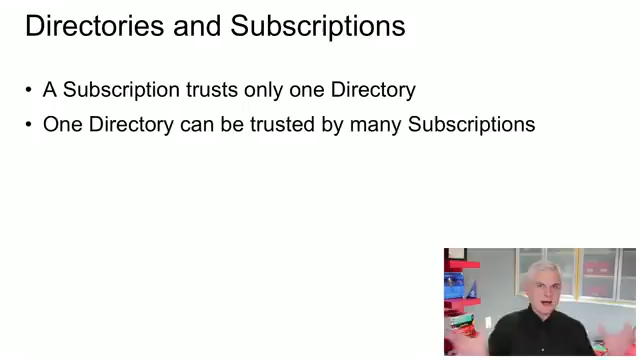 Directories and Subscriptions
• A Subscription trusts only one Directory
• One Directory can be trusted by many Subscriptions